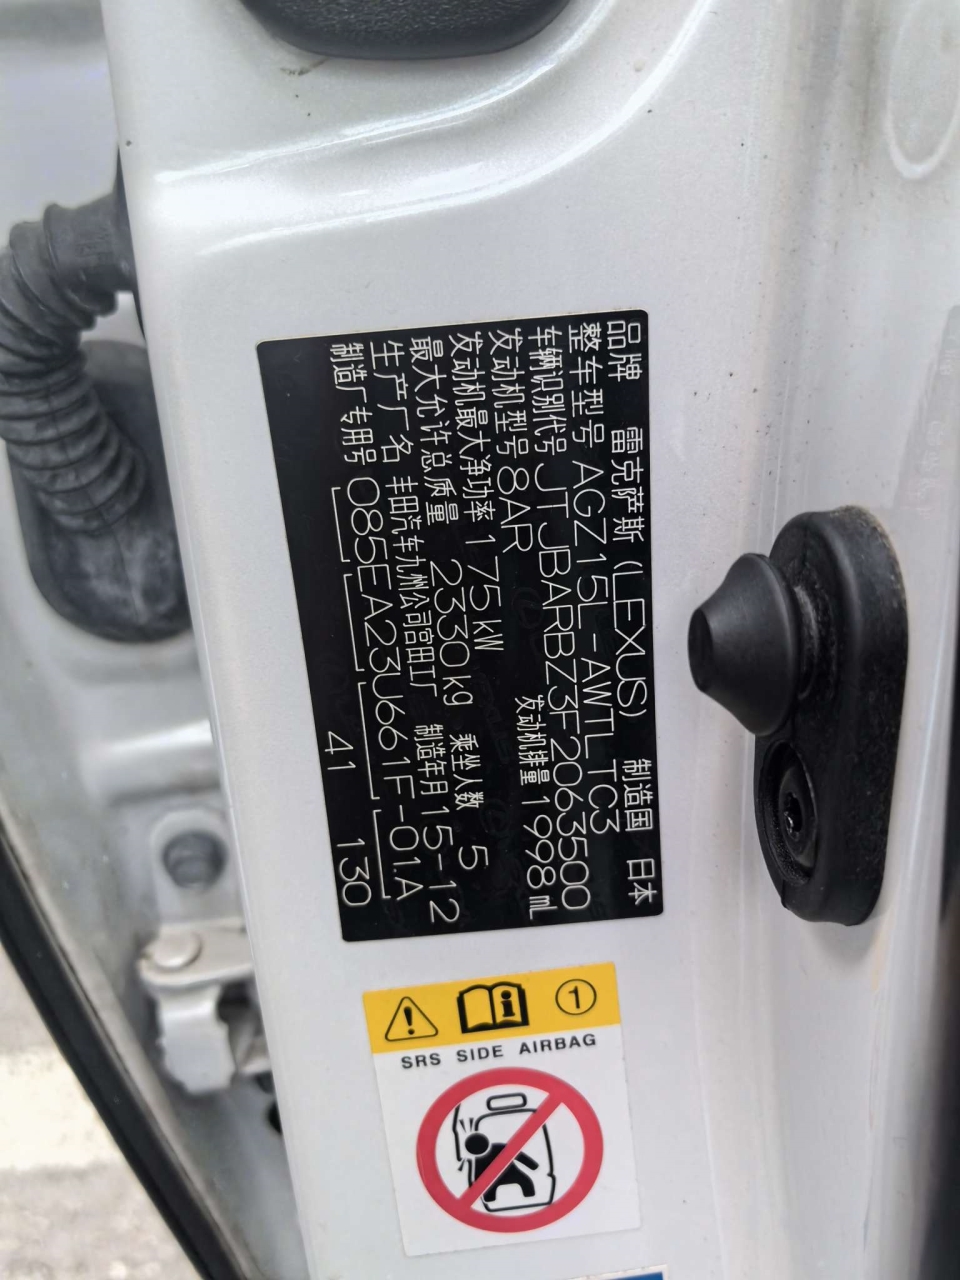 品牌 雷克萨斯 (LEXUS) 制造国 日本
整车型号 AGZ15L-AWTLTC3
车辆识别代号 JTJBARBZ3F2063500
发动机型号 8AR 发动机排量 1998 mL
发动机最大净功率 175 kW
最大允许总质量 2330 kg 乘坐人数 5
生产厂名 丰田汽车九州公司宫田工厂 制造年月 15-12
制造厂专用号 085EA23U661F-01.A
41 130
1
SRS SIDE AIRBAG